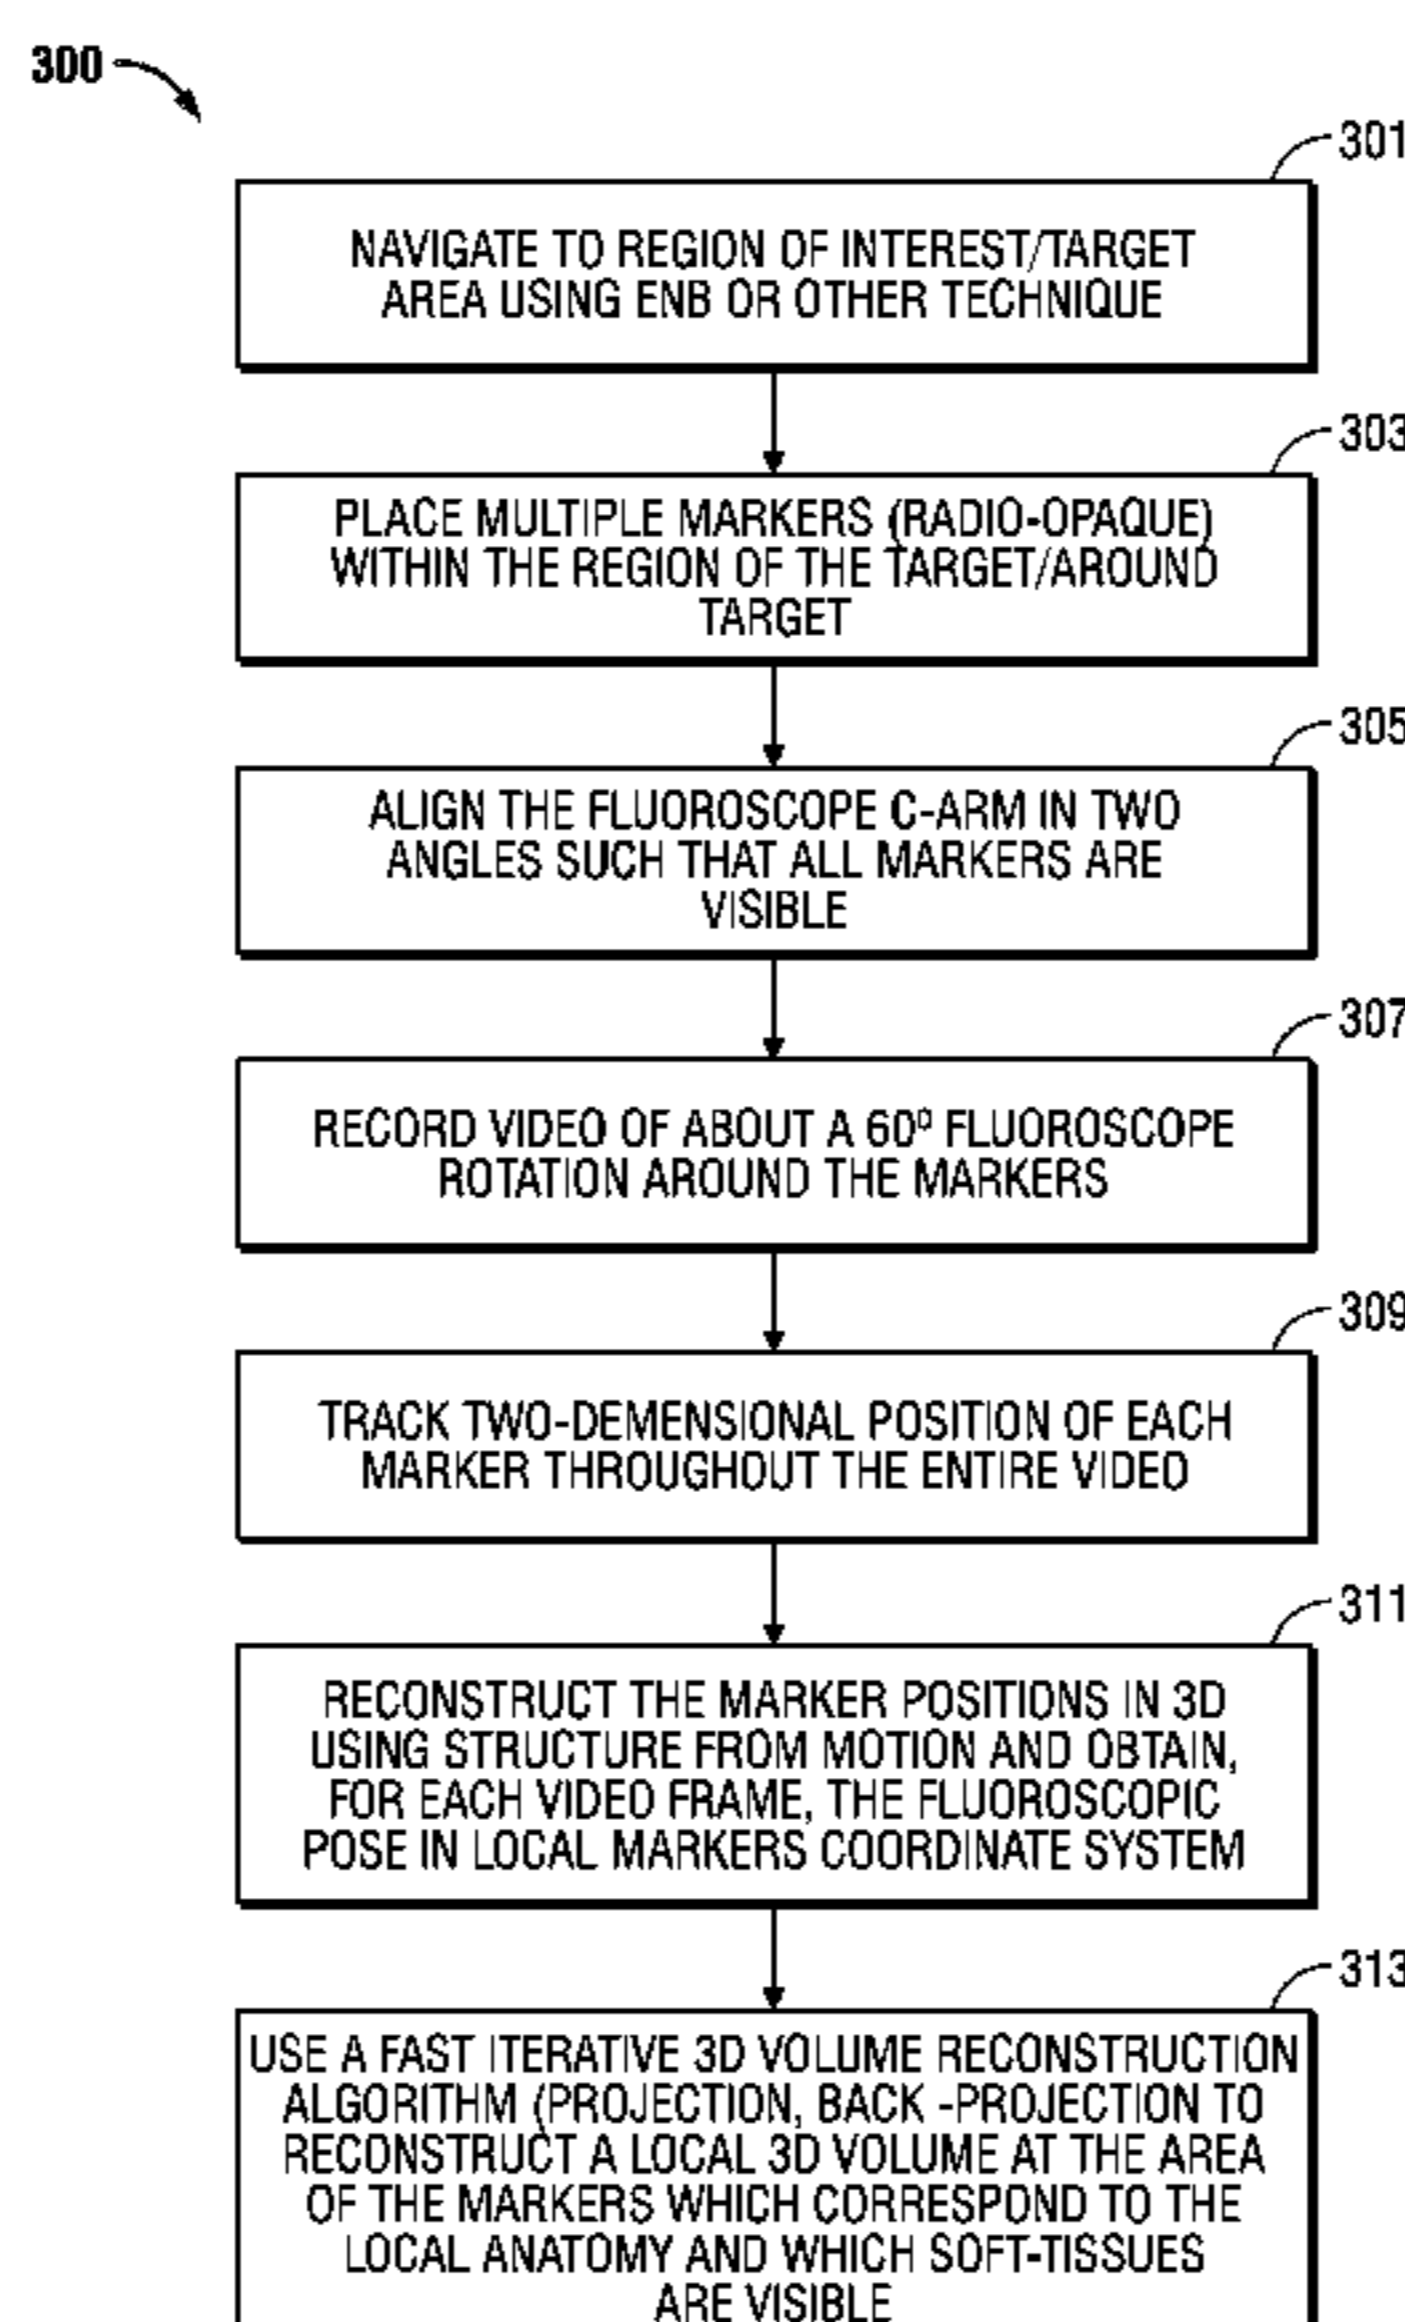 300
301
NAVIGATE TO REGION OF INTEREST/TARGET
AREA USING ENB OR OTHER TECHNIQUE
303
PLACE MULTIPLE MARKERS (RADIO-OPAQUE)
WITHIN THE REGION OF THE TARGET/AROUND
TARGET
305
ALIGN THE FLUOROSCOPE C-ARM IN TWO
ANGLES SUCH THAT ALL MARKERS ARE
VISIBLE
307
RECORD VIDEO OF ABOUT A 60º FLUOROSCOPE
ROTATION AROUND THE MARKERS
309
TRACK TWO-DEMENSIONAL POSITION OF EACH
MARKER THROUGHOUT THE ENTIRE VIDEO
311
RECONSTRUCT THE MARKER POSITIONS IN 3D
USING STRUCTURE FROM MOTION AND OBTAIN,
FOR EACH VIDEO FRAME, THE FLUOROSCOPIC
POSE IN LOCAL MARKERS COORDINATE SYSTEM
313
USE A FAST ITERATIVE 3D VOLUME RECONSTRUCTION
ALGORITHM (PROJECTION, BACK -PROJECTION TO
RECONSTRUCT A LOCAL 3D VOLUME AT THE AREA
OF THE MARKERS WHICH CORRESPOND TO THE
LOCAL ANATOMY AND WHICH SOFT-TISSUES
ARE VISIBLE